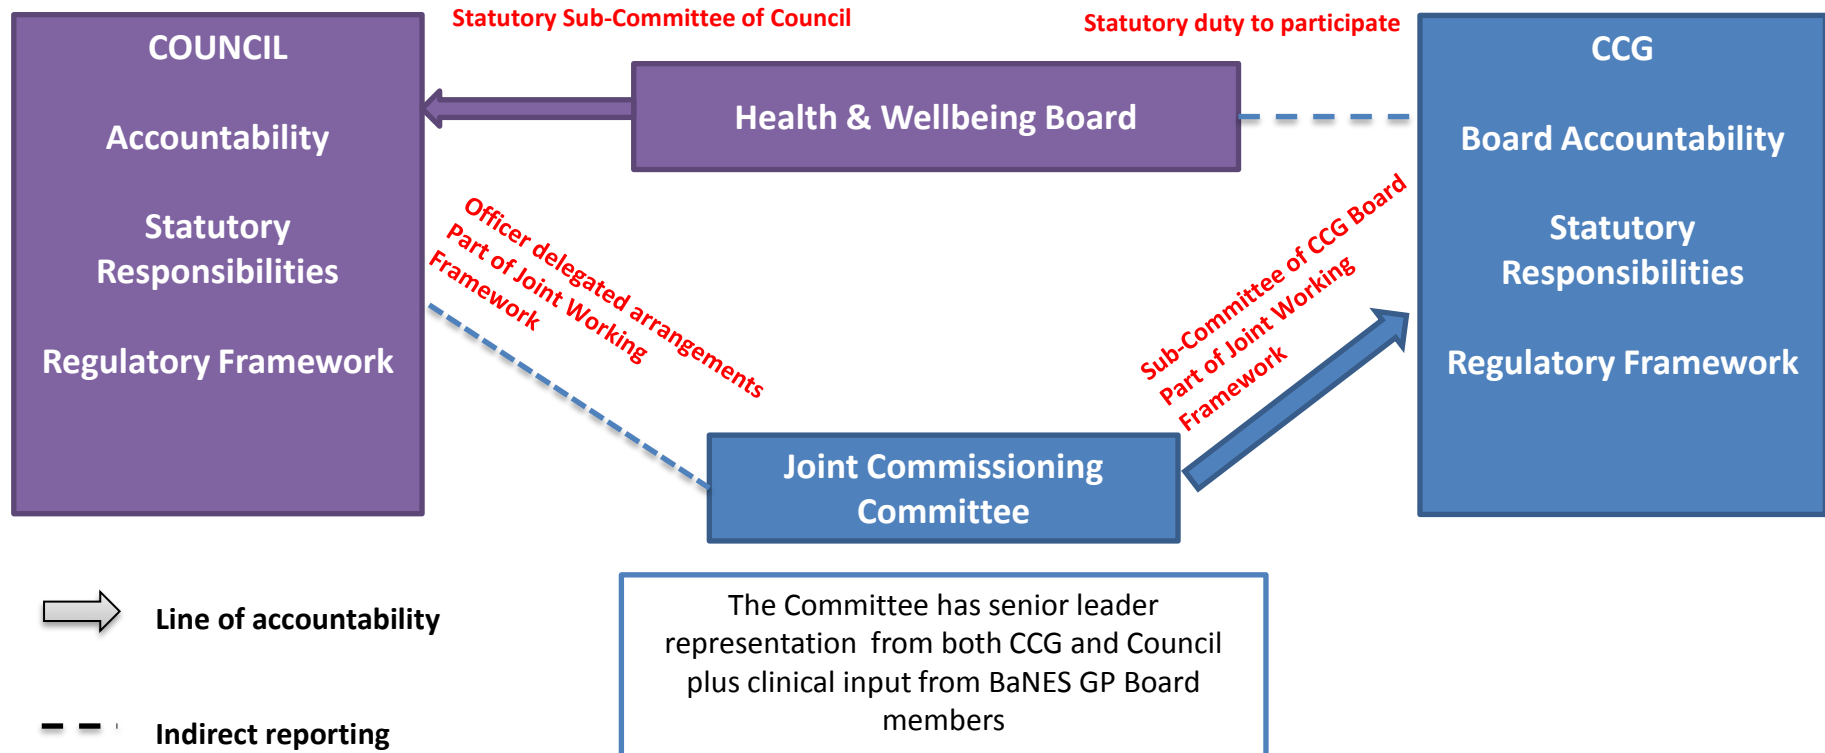 Statutory Sub-Committee of Council
Statutory duty to participate
COUNCIL
Accountability
Statutory
Responsibilities
Regulatory Framework
Health & Wellbeing Board
CCG
Board Accountability
Statutory
Responsibilities
Regulatory Framework
Officer delegated arrangements
Part of Joint Working
Framework
Sub-Committee of CCG Board
Part of Joint Working
Framework
Joint Commissioning
Committee
The Committee has senior leader
representation from both CCG and Council
plus clinical input from BaNES GP Board
members
Line of accountability
Indirect reporting